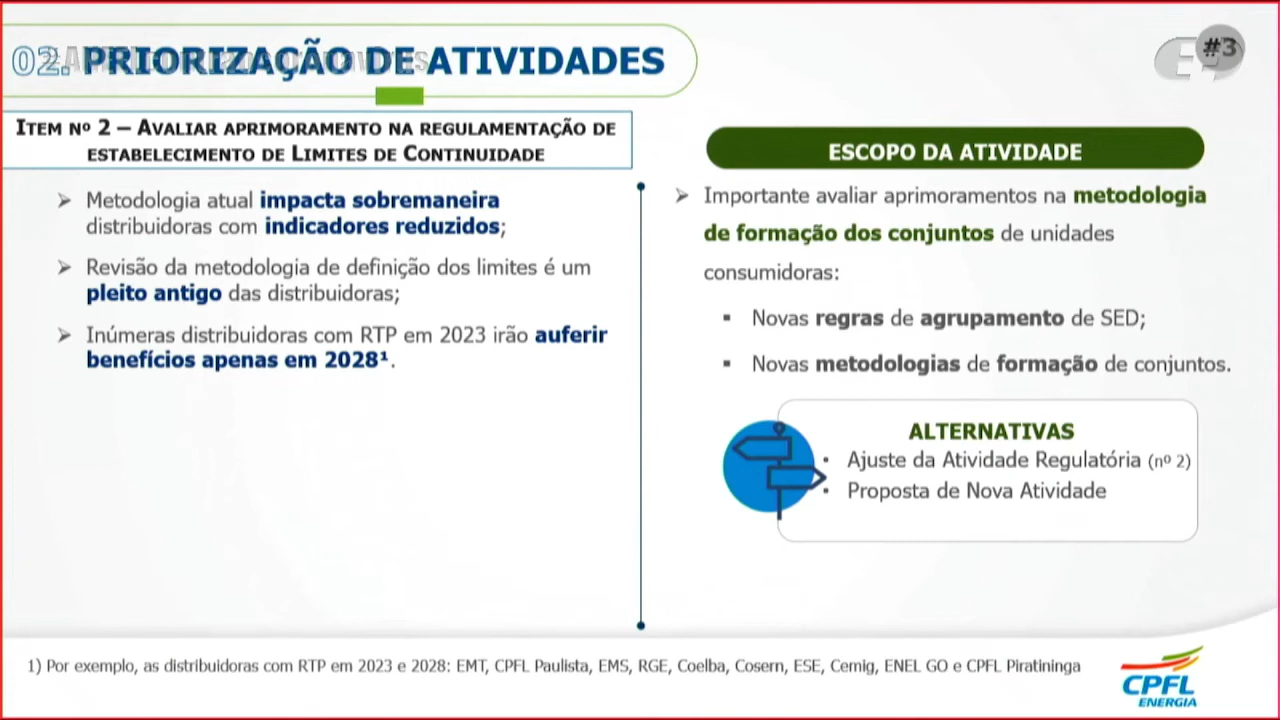 02. PRIORIZAÇÃO DE ATIVIDADES
#3
ITEM Nº 2 – AVALIAR APRIMORAMENTO NA REGULAMENTAÇÃO DE
ESTABELECIMENTO DE LIMITES DE CONTINUIDADE
➢ Metodologia atual impacta sobremaneira
distribuidoras com indicadores reduzidos;
➢ Revisão da metodologia de definição dos limites é um
pleito antigo das distribuidoras;
➢ Inúmeras distribuidoras com RTP em 2023 irão auferir
benefícios apenas em 2028¹.
ESCOPO DA ATIVIDADE
➢ Importante avaliar aprimoramentos na metodologia
de formação dos conjuntos de unidades
consumidoras:
▪ Novas regras de agrupamento de SED;
▪ Novas metodologias de formação de conjuntos.
ALTERNATIVAS
• Ajuste da Atividade Regulatória (nº 2)
• Proposta de Nova Atividade
1) Por exemplo, as distribuidoras com RTP em 2023 e 2028: EMT, CPFL Paulista, EMS, RGE, Coelba, Cosern, ESE, Cemig, ENEL GO e CPFL Piratininga
CPFL
ENERGIA